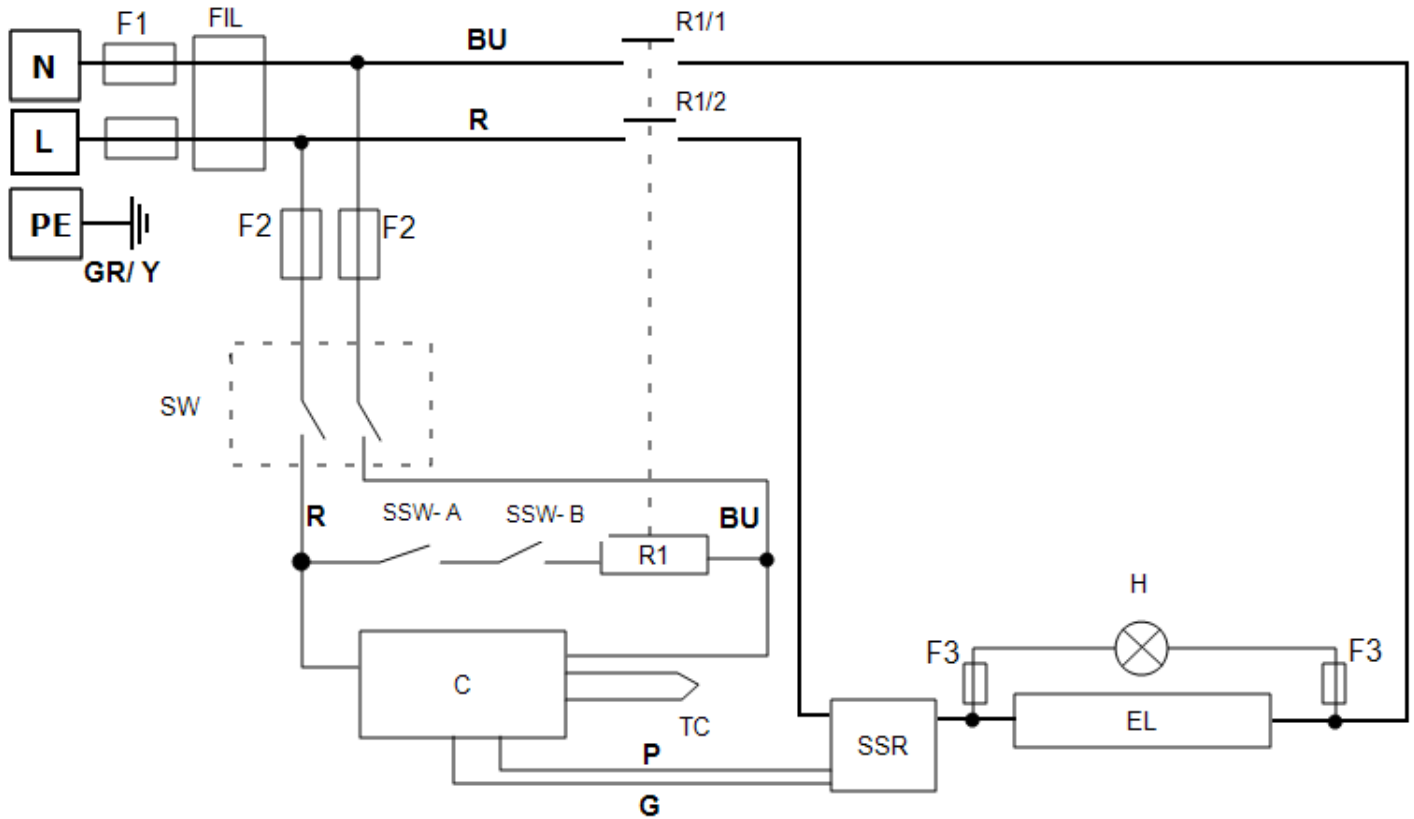 F1
FIL
R1/1
N
BU
R1/2
L
R
PE
F2
F2
GR/ Y
SW
R
SSW- A
SSW- B
BU
R1
H
F3
F3
C
TC
EL
SSR
P
G